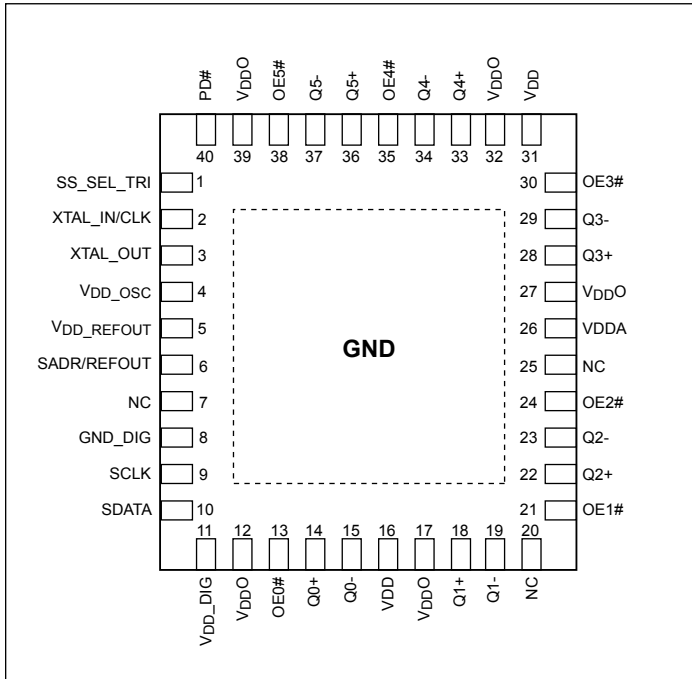 PD# VDDO OE5# Q5- Q5+ OE4# Q4- Q4+ VDDO VDD
40 39 38 37 36 35 34 33 32 31
SS_SEL_TRI 1 30 OE3#
XTAL_IN/CLK 2 29 Q3-
XTAL_OUT 3 28 Q3+
VDD_OSC 4 27 VDDO
VDD_REFOUT 5 26 VDDA
GND
SADR/REFOUT 6 25 NC
NC 7 24 OE2#
GND_DIG 8 23 Q2-
SCLK 9 22 Q2+
SDATA 10 21 OE1#
11 12 13 14 15 16 17 18 19 20
VDD_DIG VDDO OE0# Q0+ Q0- VDD VDDO Q1+ Q1- NC